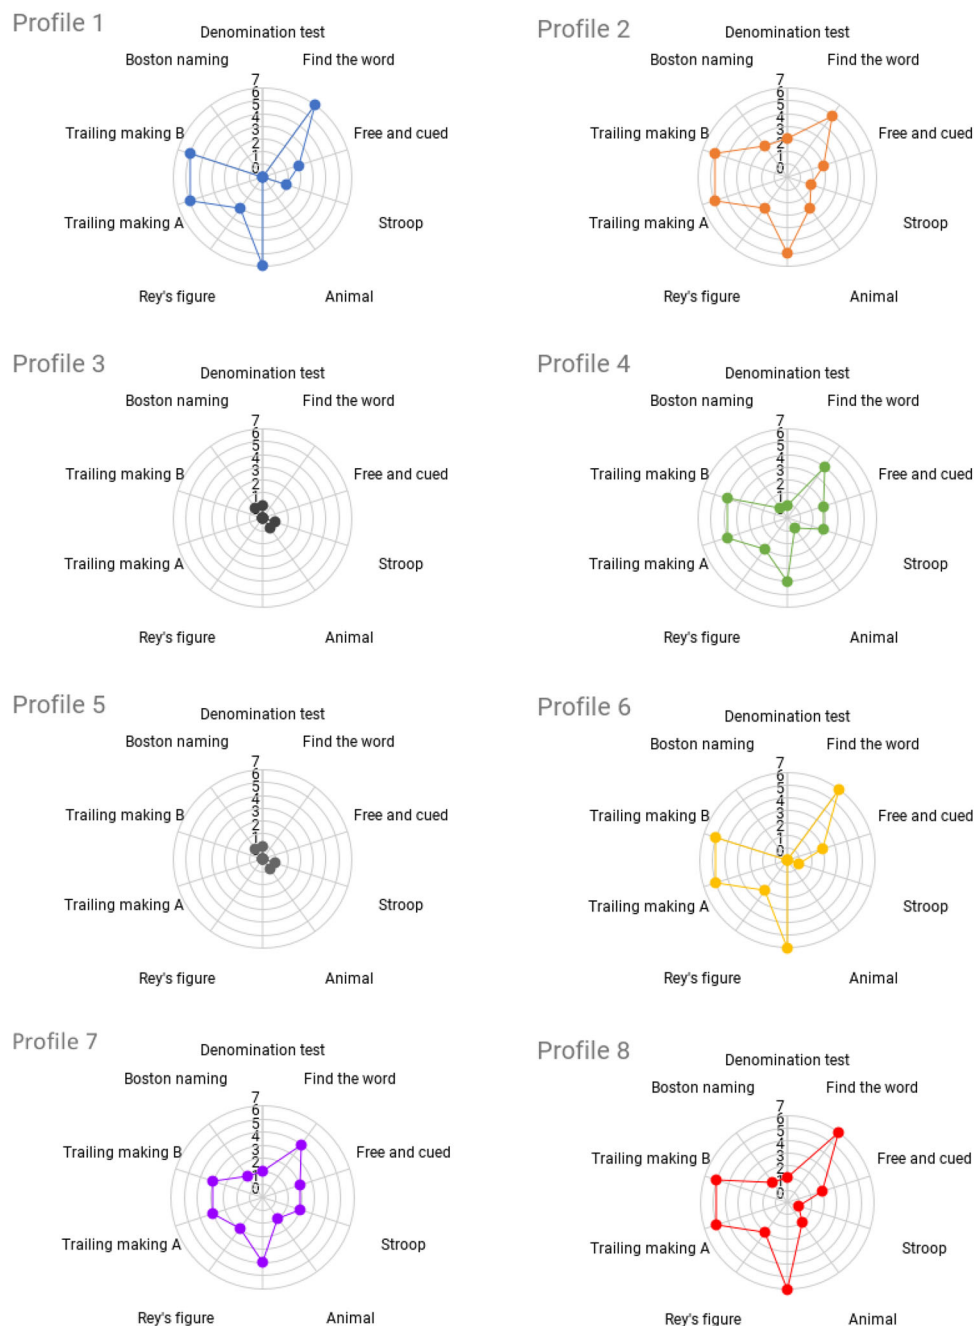 Profile 1
Denomination test
Boston naming
Find the word
7
6
5
4
3
2
1
0
Trailing making B
Free and cued
Trailing making A
Stroop
Rey's figure
Animal
Profile 2
Denomination test
Boston naming
Find the word
7
6
5
4
3
2
1
0
Trailing making B
Free and cued
Trailing making A
Stroop
Rey's figure
Animal
Profile 3
Denomination test
Boston naming
Find the word
7
6
5
4
3
2
1
Trailing making B
Free and cued
Trailing making A
Stroop
Rey's figure
Animal
Profile 4
Denomination test
Boston naming
Find the word
7
6
5
4
3
2
1
0
Trailing making B
Free and cued
Trailing making A
Stroop
Rey's figure
Animal
Profile 5
Denomination test
Boston naming
Find the word
7
6
5
4
3
2
1
Trailing making B
Free and cued
Trailing making A
Stroop
Rey's figure
Animal
Profile 6
Denomination test
Boston naming
Find the word
7
6
5
4
3
2
1
0
Trailing making B
Free and cued
Trailing making A
Stroop
Rey's figure
Animal
Profile 7
Denomination test
Boston naming
Find the word
7
6
5
4
3
2
1
0
Trailing making B
Free and cued
Trailing making A
Stroop
Rey's figure
Animal
Profile 8
Denomination test
Boston naming
Find the word
7
6
5
4
3
2
1
0
Trailing making B
Free and cued
Trailing making A
Stroop
Rey's figure
Animal